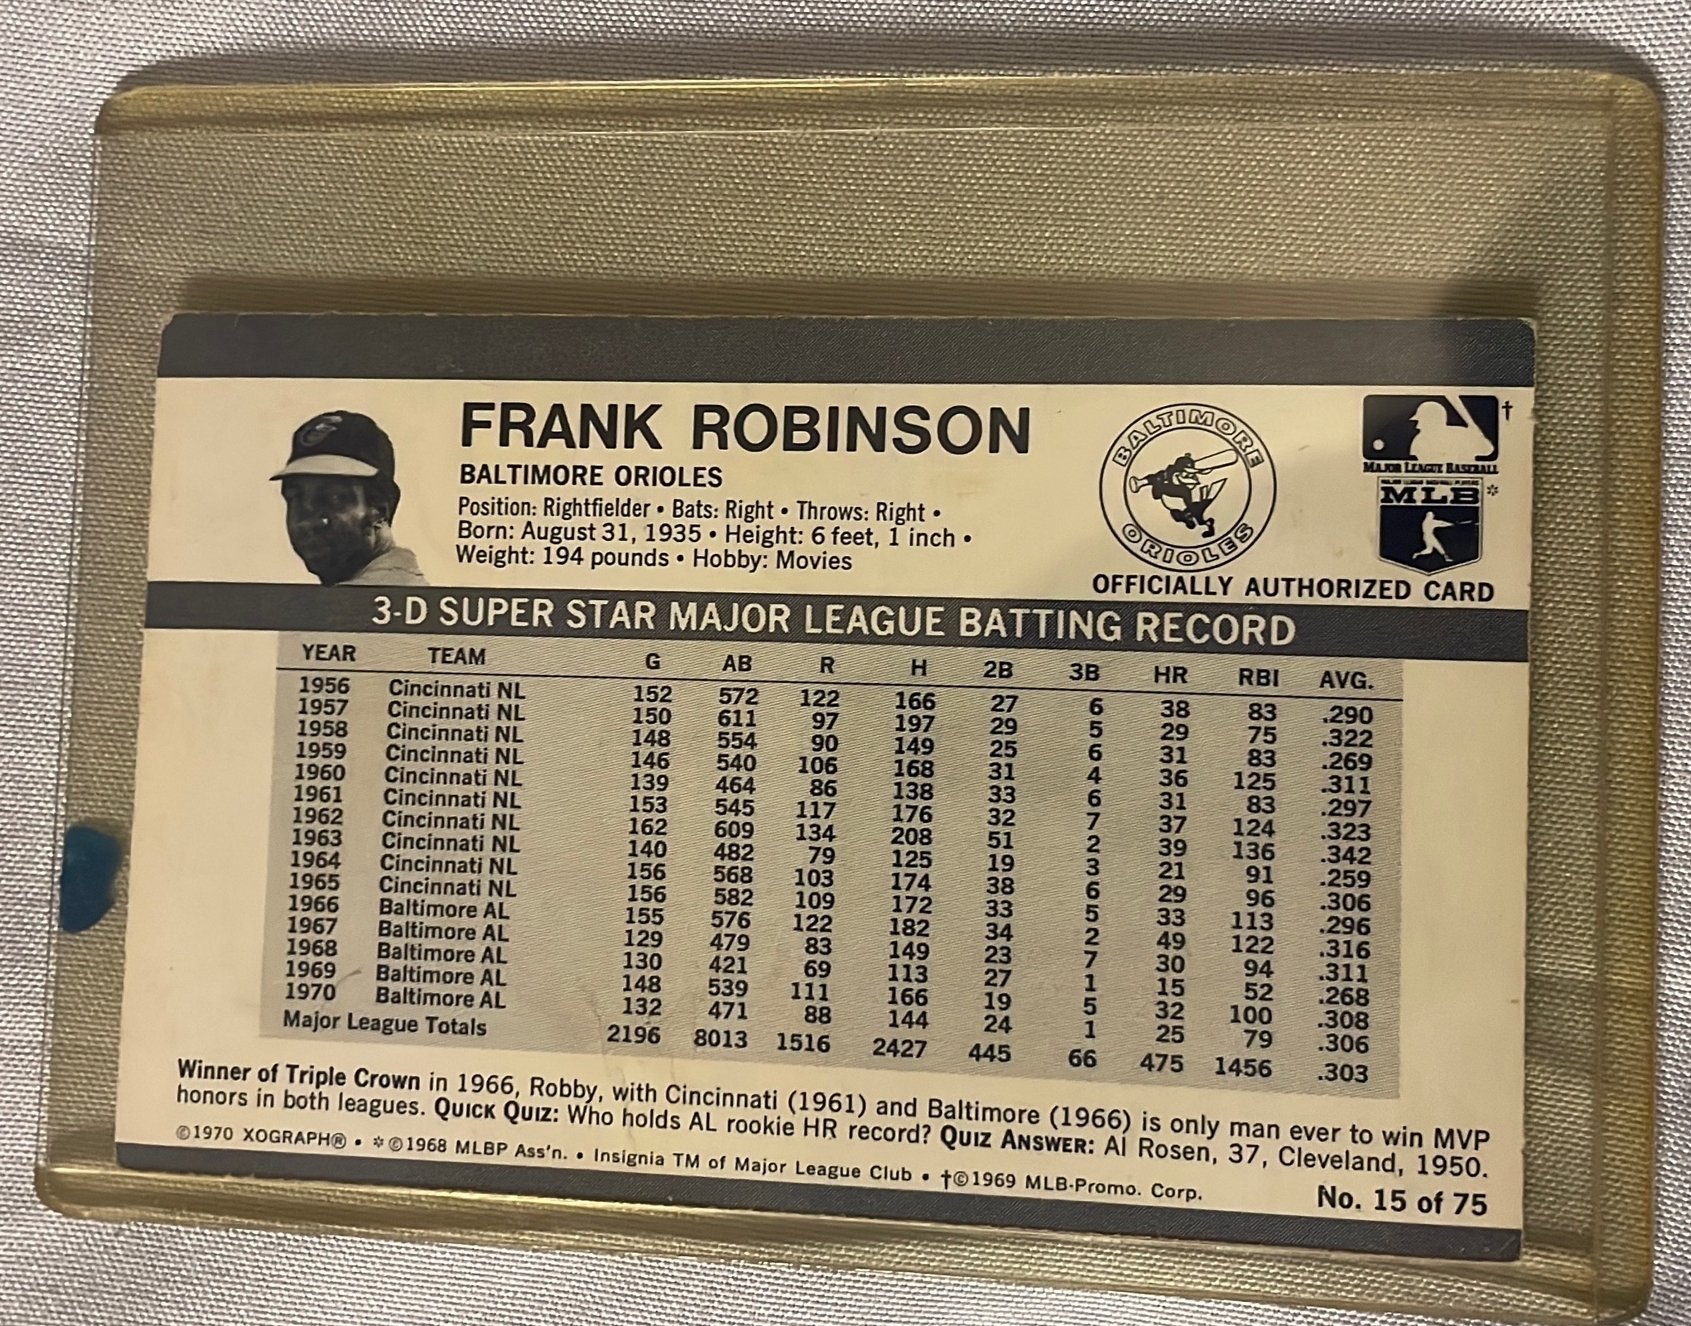 FRANK ROBINSON
BALTIMORE ORIOLES
Position: Rightfielder • Bats: Right • Throws: Right •
Born: August 31, 1935 • Height: 6 feet, 1 inch •
Weight: 194 pounds • Hobby: Movies
BALTIMORE
ORIOLES
†
MAJOR LEAGUE BASEBALL
MAJOR LEAGUE BASEBALL PLAYERS
MLB *
OFFICIALLY AUTHORIZED CARD
3-D SUPER STAR MAJOR LEAGUE BATTING RECORD
YEAR TEAM G AB R H 2B 3B HR RBI AVG.
1956 Cincinnati NL 152 572 122 166 27 6 38 83 .290
1957 Cincinnati NL 150 611 97 197 29 5 29 75 .322
1958 Cincinnati NL 148 554 90 149 25 6 31 83 .269
1959 Cincinnati NL 146 540 106 168 31 4 36 125 .311
1960 Cincinnati NL 139 464 86 138 33 6 31 83 .297
1961 Cincinnati NL 153 545 117 176 32 7 37 124 .323
1962 Cincinnati NL 162 609 134 208 51 2 39 136 .342
1963 Cincinnati NL 140 482 79 125 19 3 21 91 .259
1964 Cincinnati NL 156 568 103 174 38 6 29 96 .306
1965 Cincinnati NL 156 582 109 172 33 5 33 113 .296
1966 Baltimore AL 155 576 122 182 34 2 49 122 .316
1967 Baltimore AL 129 479 83 149 23 7 30 94 .311
1968 Baltimore AL 130 421 69 113 27 1 15 52 .268
1969 Baltimore AL 148 539 111 166 19 5 32 100 .308
1970 Baltimore AL 132 471 88 144 24 1 25 79 .306
Major League Totals 2196 8013 1516 2427 445 66 475 1456 .303
Winner of Triple Crown in 1966, Robby, with Cincinnati (1961) and Baltimore (1966) is only man ever to win MVP
honors in both leagues. QUICK QUIZ: Who holds AL rookie HR record? QUIZ ANSWER: Al Rosen, 37, Cleveland, 1950.
©1970 XOGRAPH® • *©1968 MLBP Ass'n. • Insignia TM of Major League Club • †©1969 MLB-Promo. Corp.
No. 15 of 75